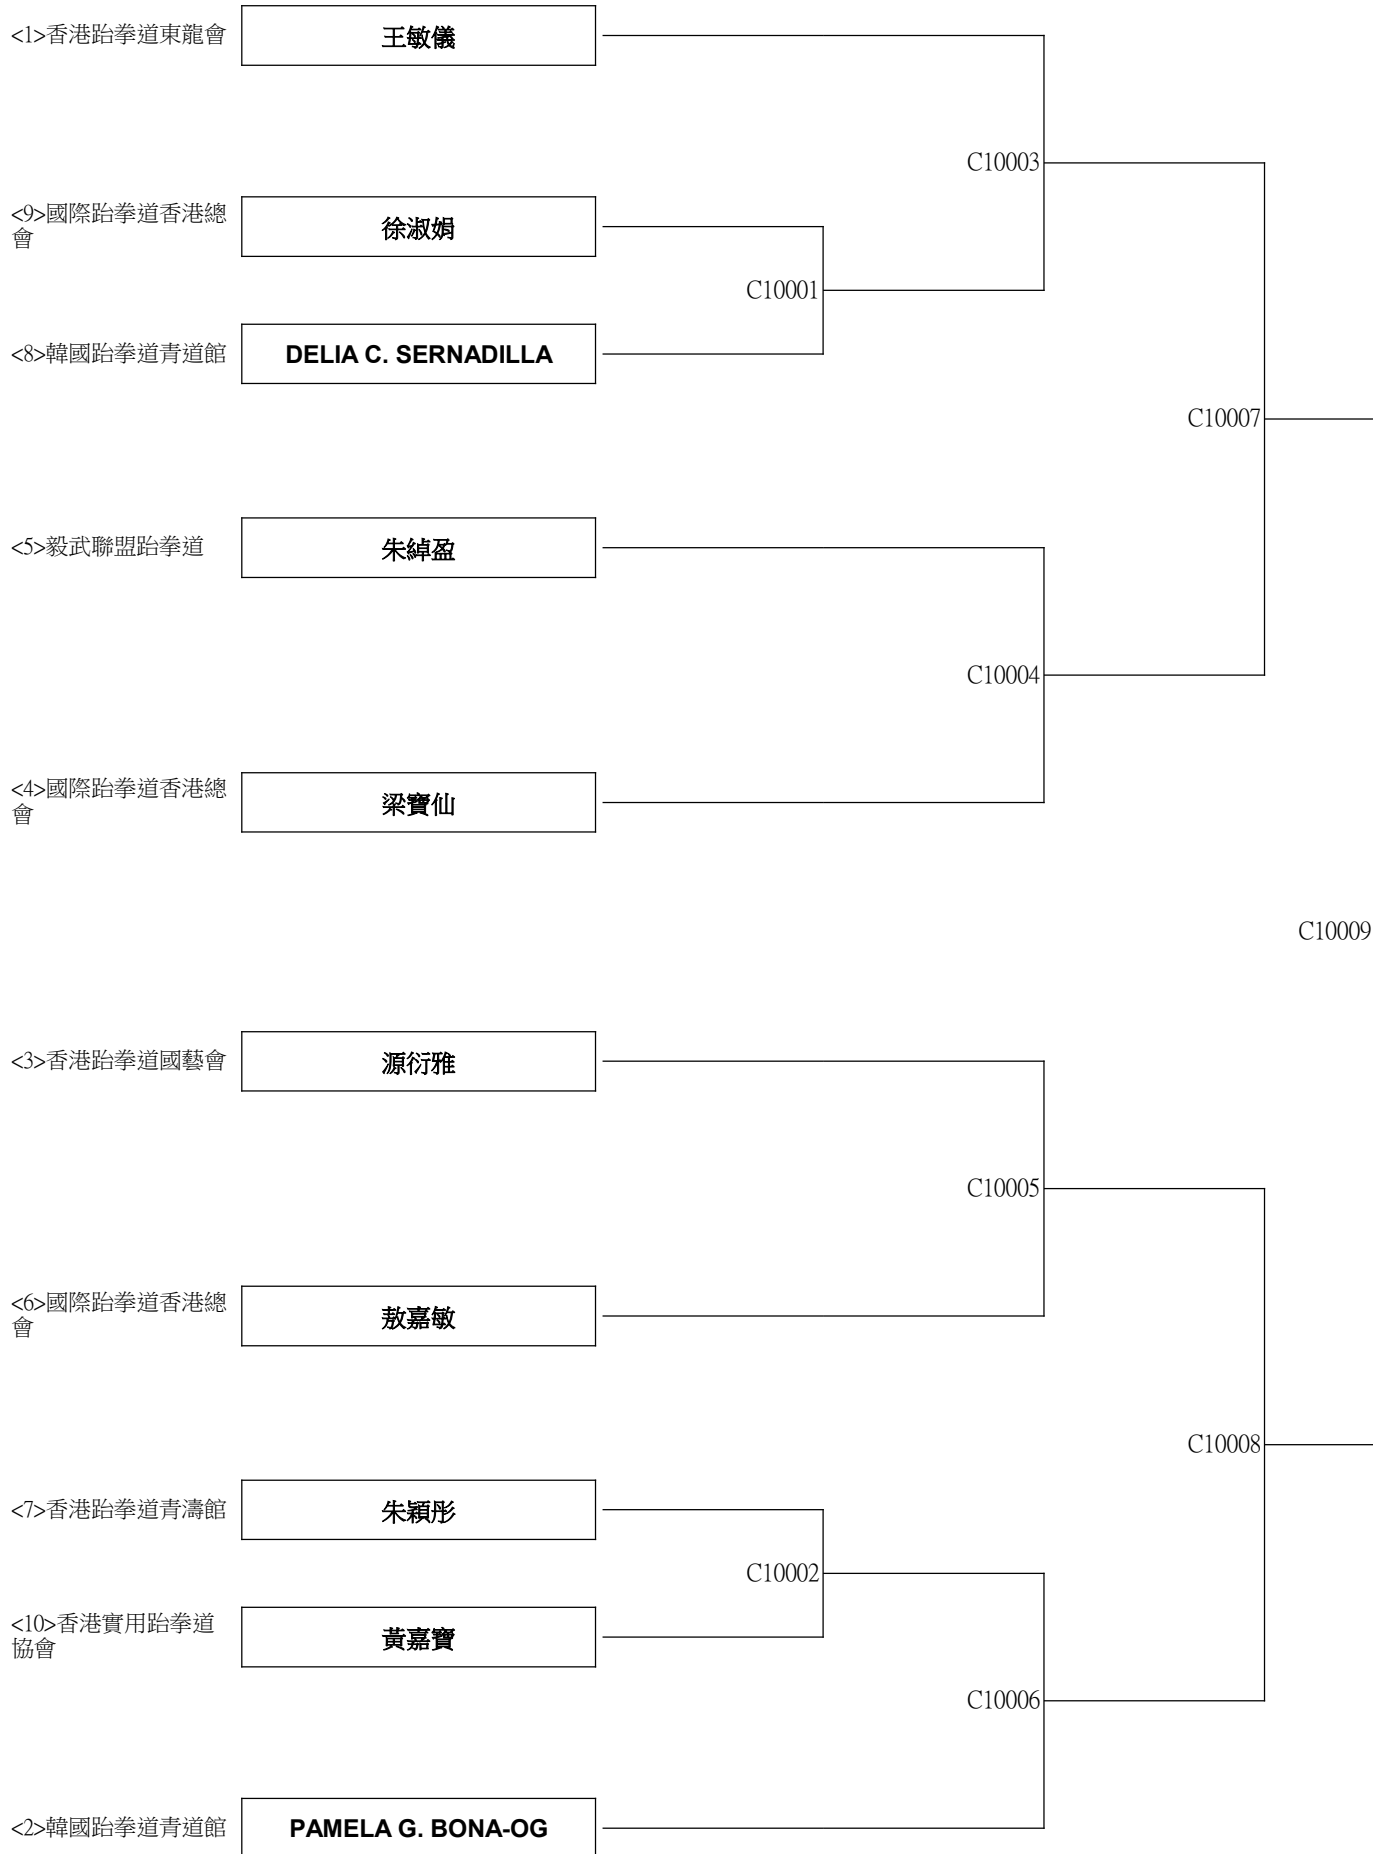 <1>香港跆拳道東龍會
王敏儀
C10003
<9>國際跆拳道香港總
會
徐淑娟
C10001
<8>韓國跆拳道青道館
DELIA C. SERNADILLA
C10007
<5>毅武聯盟跆拳道
朱綽盈
C10004
<4>國際跆拳道香港總
會
梁寶仙
C10009
<3>香港跆拳道國藝會
源衍雅
C10005
<6>國際跆拳道香港總
會
敖嘉敏
C10008
<7>香港跆拳道青濤館
朱穎彤
C10002
<10>香港實用跆拳道
協會
黃嘉寶
C10006
<2>韓國跆拳道青道館
PAMELA G. BONA-OG